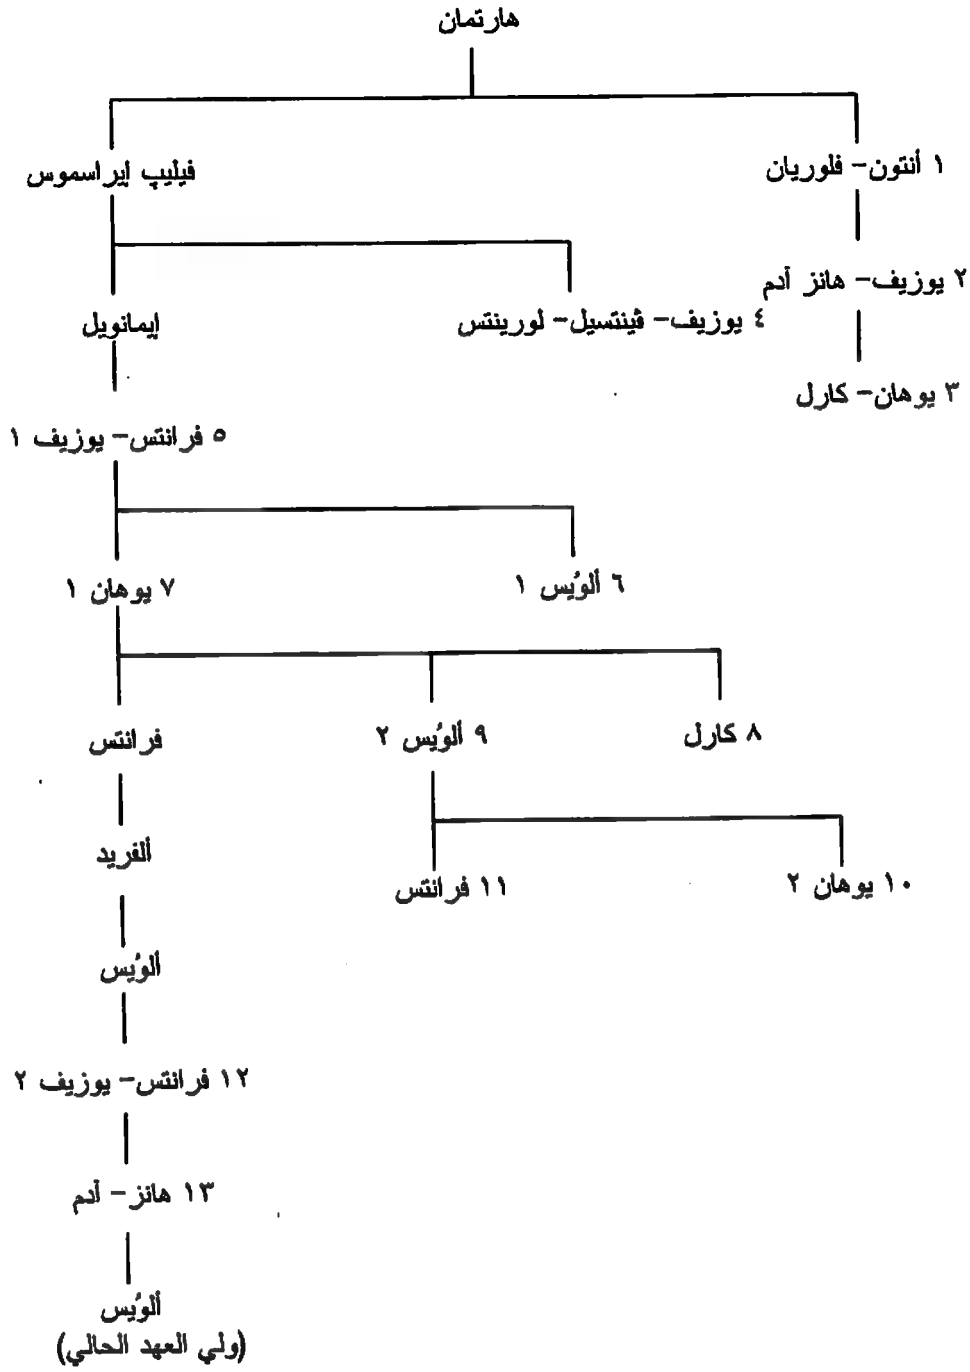 هارتمان
١ أنتون- فلوريان
فيليپ إيراسموس
٢ يوزيف- هانز آدم
٤ يوزيف- ڤينتسيل- لورينتس
إيمانويل
٣ يوهان- كارل
٥ فرانتس- يوزيف ١
٦ ألوُيس ١
٧ يوهان ١
٨ كارل
٩ ألوُيس ٢
فرانتس
ألفريد
١٠ يوهان ٢
١١ فرانتس
ألوُيس
١٢ فرانتس- يوزيف ٢
١٣ هانز- آدم
ألوُيس
(ولي العهد الحالي)